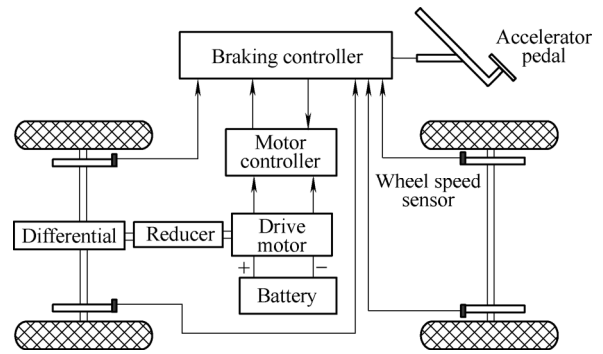 Braking controller
Accelerator
pedal
Motor
controller
Wheel speed
sensor
Differential
Reducer
Drive
motor
+ −
Battery